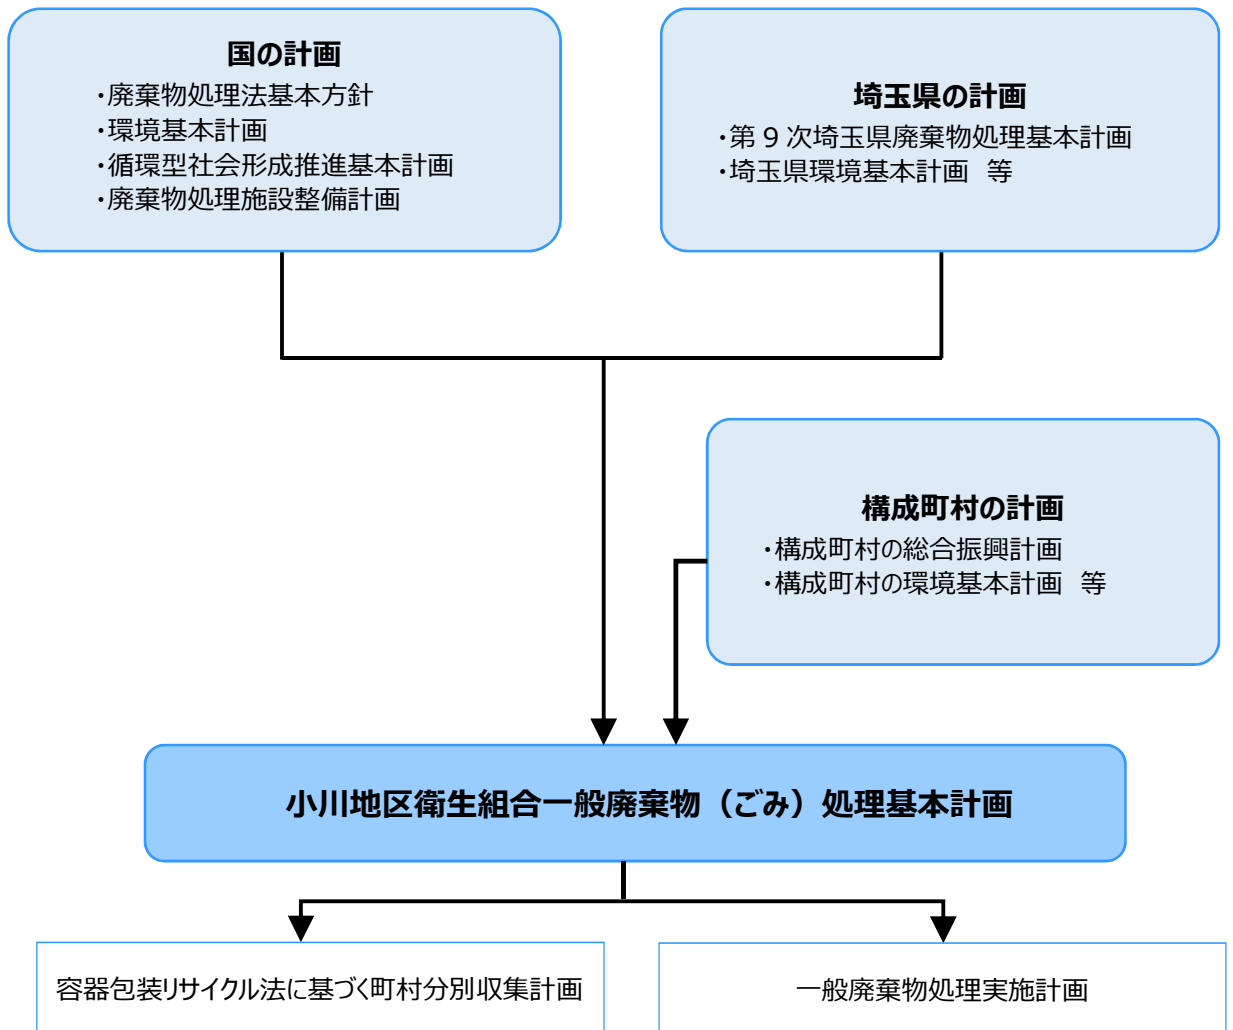 国の計画
・廃棄物処理法基本方針
・環境基本計画
・循環型社会形成推進基本計画
・廃棄物処理施設整備計画
埼玉県の計画
・第９次埼玉県廃棄物処理基本計画
・埼玉県環境基本計画　等
構成町村の計画
・構成町村の総合振興計画
・構成町村の環境基本計画　等
小川地区衛生組合一般廃棄物（ごみ）処理基本計画
容器包装リサイクル法に基づく町村分別収集計画
一般廃棄物処理実施計画